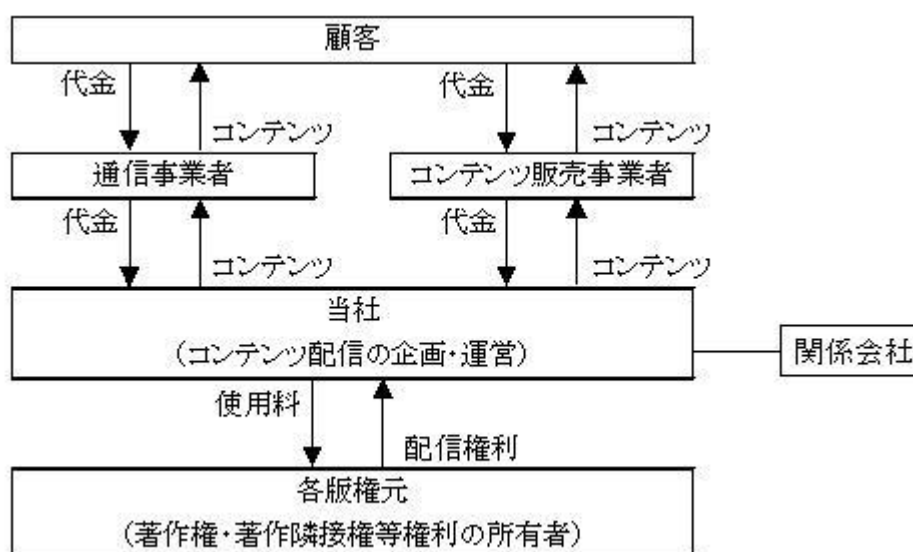 顧客
代金
代金
コンテンツ
コンテンツ
通信事業者
コンテンツ販売事業者
代金
代金
コンテンツ
コンテンツ
当社
(コンテンツ配信の企画・運営)
関係会社
使用料
配信権利
各版権元
(著作権・著作隣接権等権利の所有者)